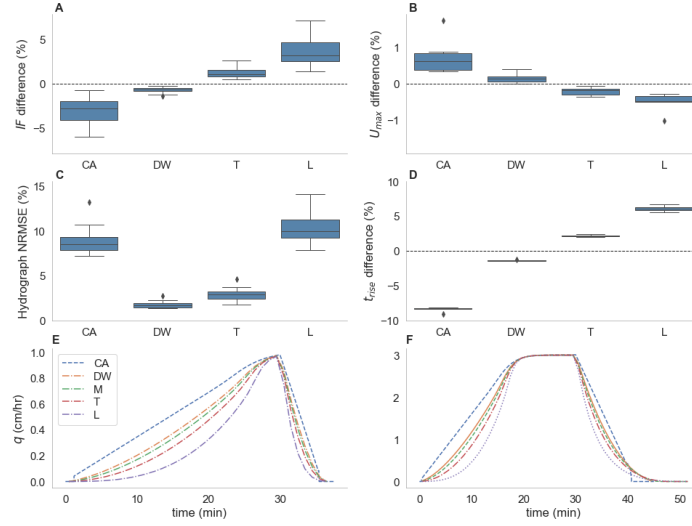 A
IF difference (%)
5
0
−5
CA DW T L
B
U_max difference (%)
1
0
−1
CA DW T L
C
Hydrograph NRMSE (%)
15
10
5
0
CA DW T L
D
t_rise difference (%)
10
5
0
−5
−10
CA DW T L
E
q (cm/hr)
1.0
0.8
0.6
0.4
0.2
0.0
CA
DW
M
T
L
0 10 20 30
time (min)
F
3
2
1
0
0 10 20 30 40 50
time (min)